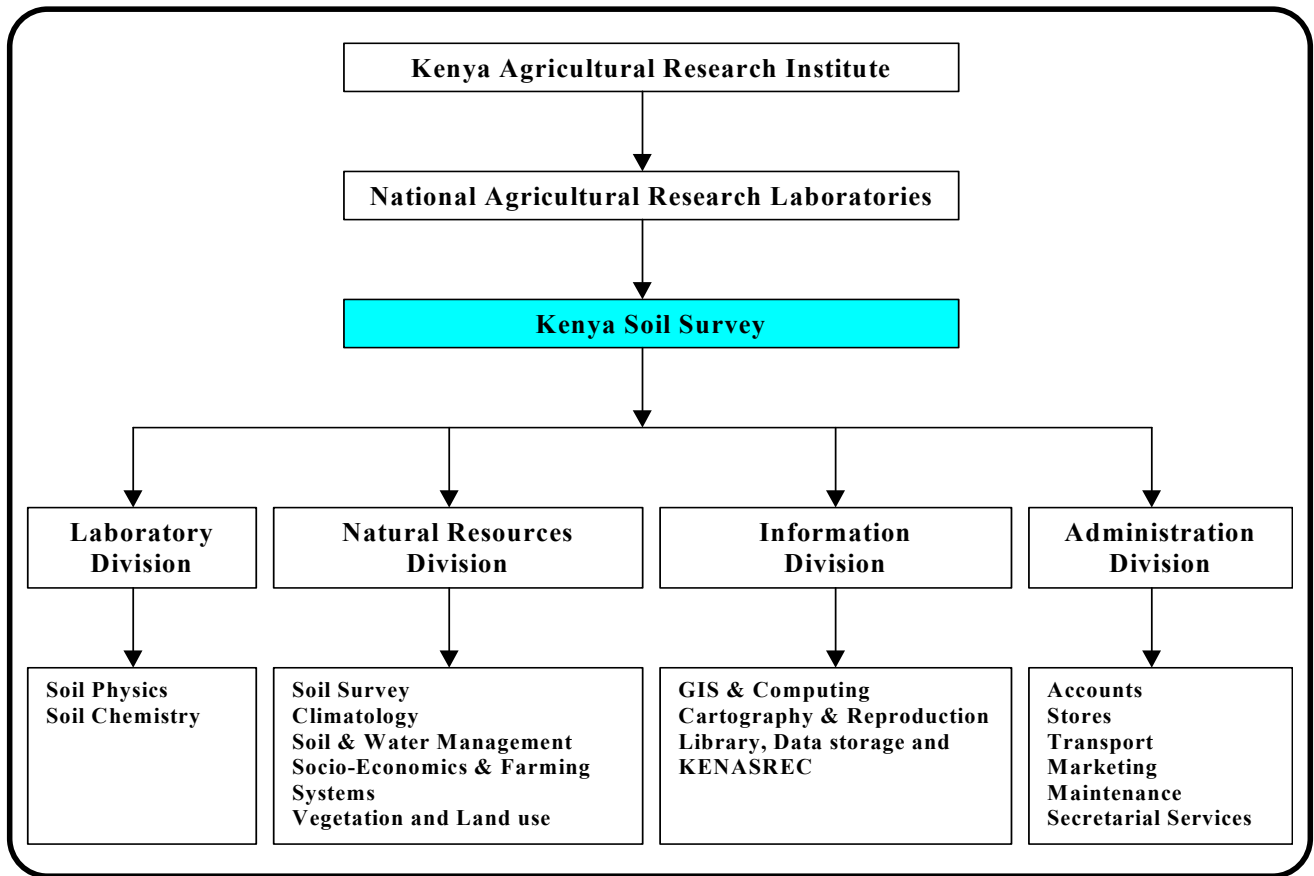 Kenya Agricultural Research Institute
National Agricultural Research Laboratories
Kenya Soil Survey
Laboratory
Division
Natural Resources
Division
Information
Division
Administration
Division
Soil Physics
Soil Chemistry
Soil Survey
Climatology
Soil & Water Management
Socio-Economics & Farming
Systems
Vegetation and Land use
GIS & Computing
Cartography & Reproduction
Library, Data storage and
KENASREC
Accounts
Stores
Transport
Marketing
Maintenance
Secretarial Services